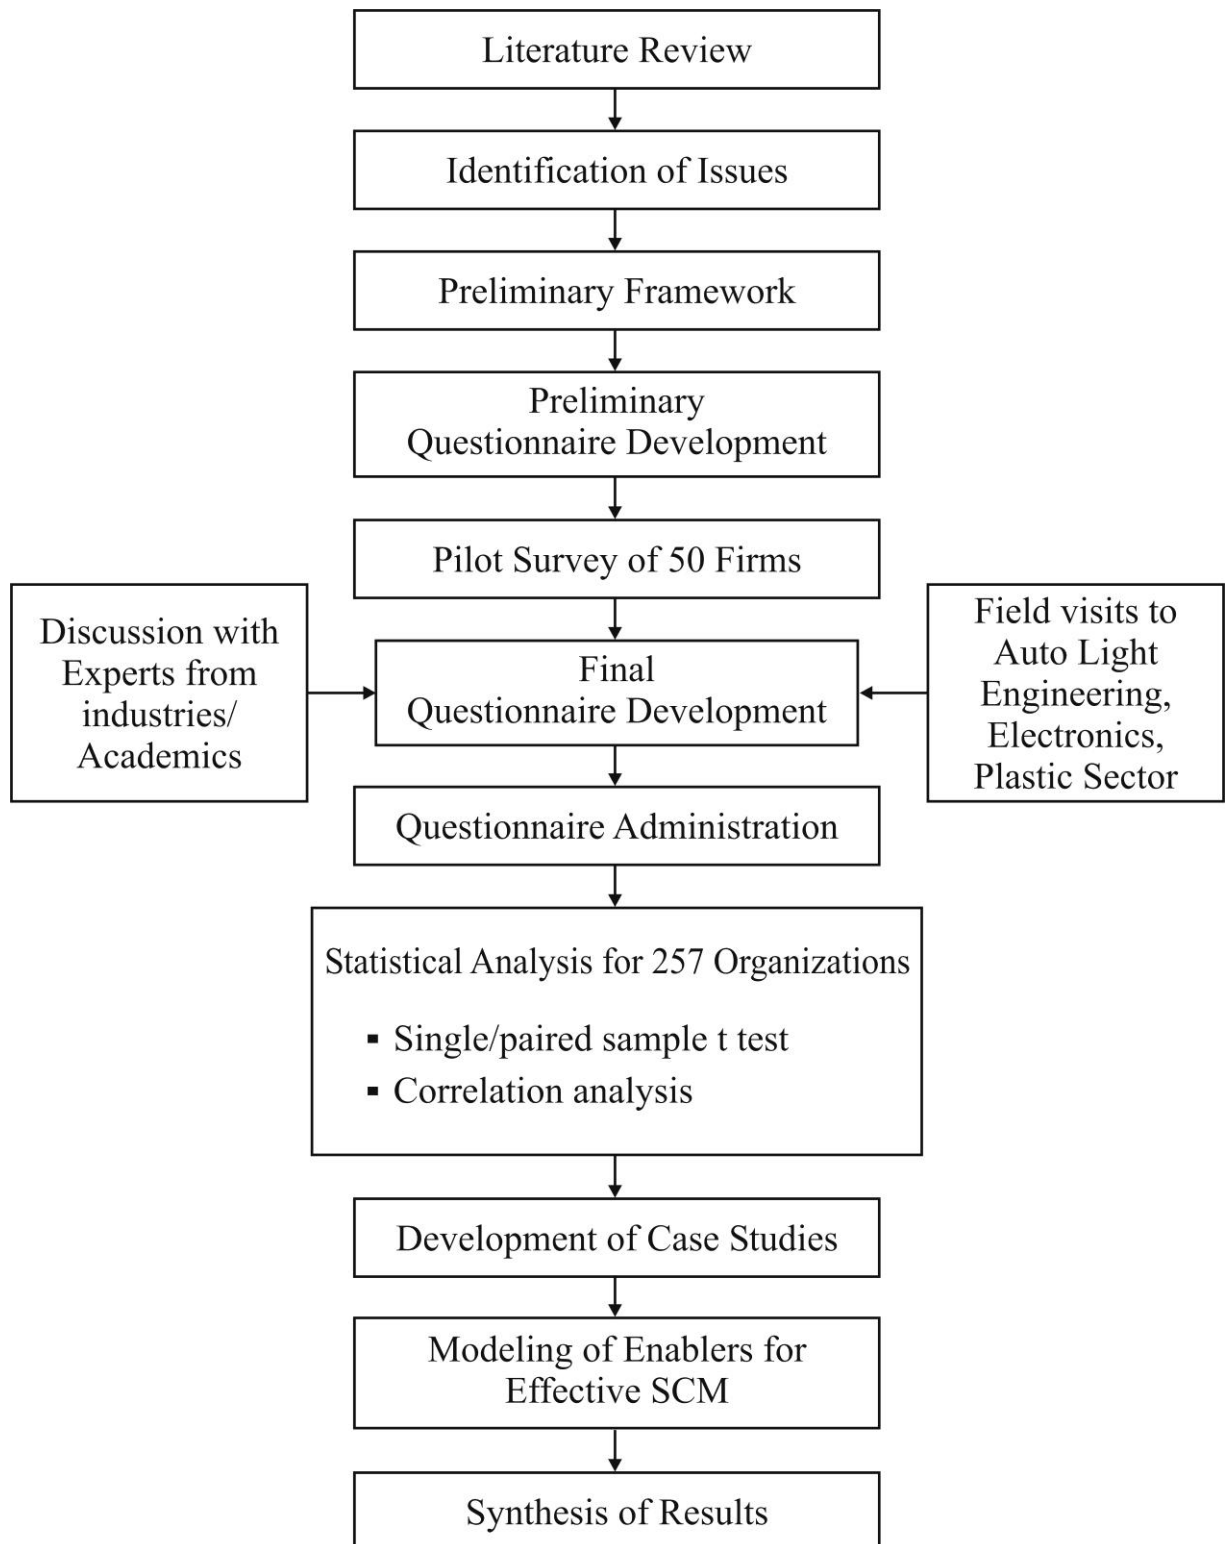 Literature Review
Identification of Issues
Preliminary Framework
Preliminary
Questionnaire Development
Pilot Survey of 50 Firms
Discussion with
Experts from
industries/
Academics
Final
Questionnaire Development
Field visits to
Auto Light
Engineering,
Electronics,
Plastic Sector
Questionnaire Administration
Statistical Analysis for 257 Organizations
▪ Single/paired sample t test
▪ Correlation analysis
Development of Case Studies
Modeling of Enablers for
Effective SCM
Synthesis of Results